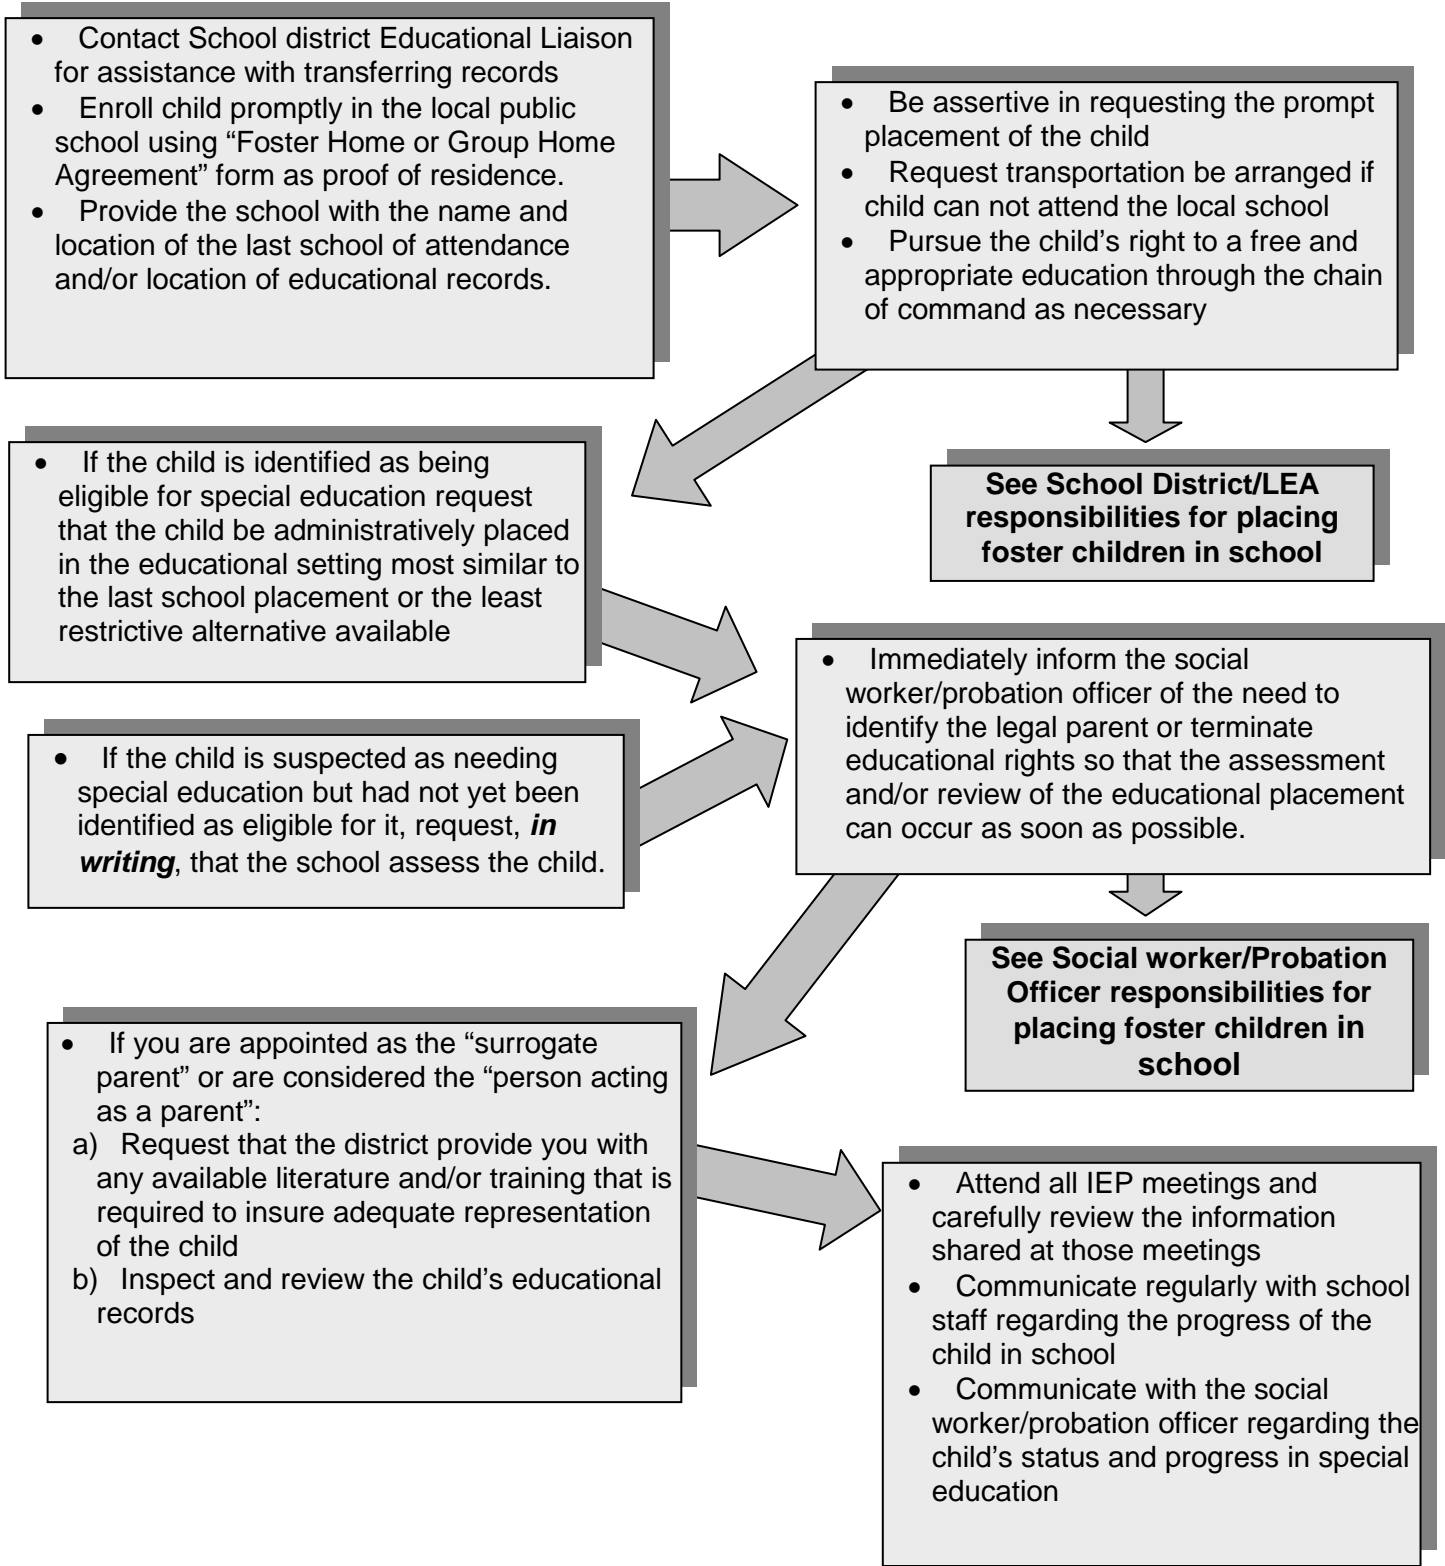 • Contact School district Educational Liaison
for assistance with transferring records
• Enroll child promptly in the local public
school using “Foster Home or Group Home
Agreement” form as proof of residence.
• Provide the school with the name and
location of the last school of attendance
and/or location of educational records.
• Be assertive in requesting the prompt
placement of the child
• Request transportation be arranged if
child can not attend the local school
• Pursue the child’s right to a free and
appropriate education through the chain
of command as necessary
• If the child is identified as being
eligible for special education request
that the child be administratively placed
in the educational setting most similar to
the last school placement or the least
restrictive alternative available
See School District/LEA
responsibilities for placing
foster children in school
• Immediately inform the social
worker/probation officer of the need to
identify the legal parent or terminate
educational rights so that the assessment
and/or review of the educational placement
can occur as soon as possible.
• If the child is suspected as needing
special education but had not yet been
identified as eligible for it, request, in
writing, that the school assess the child.
See Social worker/Probation
Officer responsibilities for
placing foster children in
school
• If you are appointed as the “surrogate
parent” or are considered the “person acting
as a parent”:
a) Request that the district provide you with
any available literature and/or training that is
required to insure adequate representation
of the child
b) Inspect and review the child’s educational
records
• Attend all IEP meetings and
carefully review the information
shared at those meetings
• Communicate regularly with school
staff regarding the progress of the
child in school
• Communicate with the social
worker/probation officer regarding the
child’s status and progress in special
education